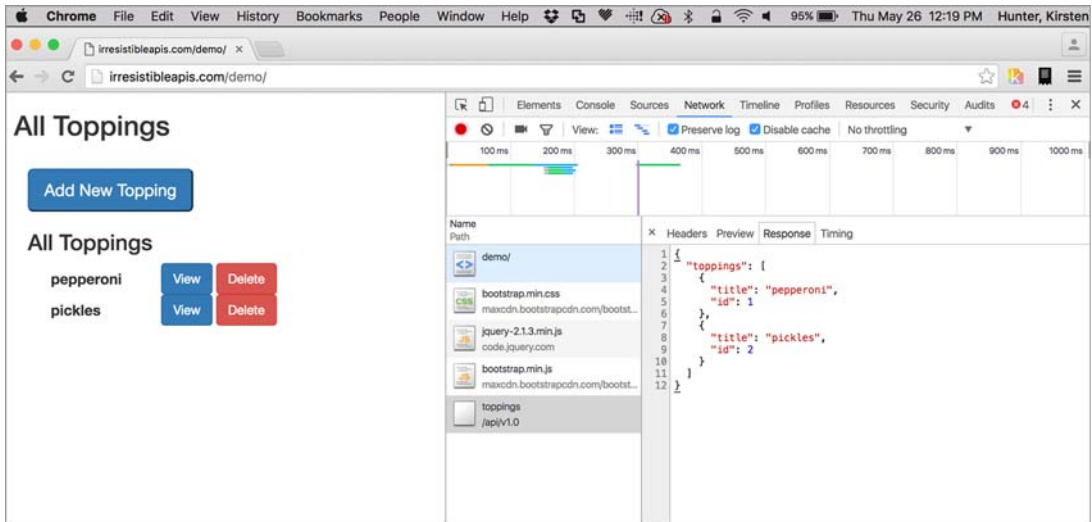 Chrome File Edit View History Bookmarks People Window Help 95% Thu May 26 12:19 PM Hunter, Kirsten
irresistibleapis.com/demo/ ×
irresistibleapis.com/demo/
Elements Console Sources Network Timeline Profiles Resources Security Audits 4
View: Preserve log Disable cache No throttling
100 ms 200 ms 300 ms 400 ms 500 ms 600 ms 700 ms 800 ms 900 ms 1000 ms
All Toppings
Add New Topping
All Toppings
pepperoni View Delete
pickles View Delete
Name
Path
demo/
bootstrap.min.css
maxcdn.bootstrapcdn.com/bootst...
jquery-2.1.3.min.js
code.jquery.com
bootstrap.min.js
maxcdn.bootstrapcdn.com/bootst...
toppings
/api/v1.0
× Headers Preview Response Timing
1 {
2 "toppings": [
3 {
4 "title": "pepperoni",
5 "id": 1
6 },
7 {
8 "title": "pickles",
9 "id": 2
10 }
11 ]
12 }